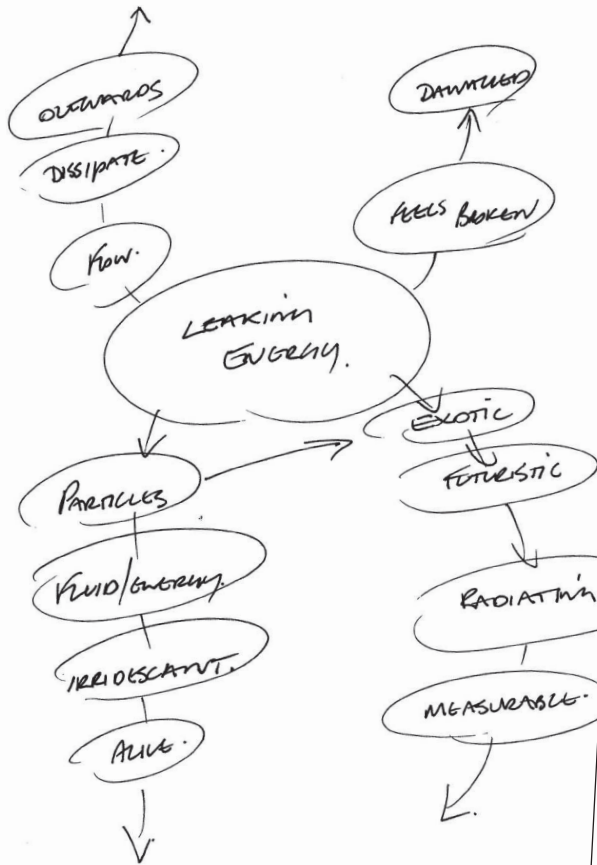 OUTWARDS
DISSIPATE.
FLOW.
DAMAGED
FEELS BROKEN
LEAKING
ENERGY.
EXOTIC
FUTURISTIC
RADIATING
MEASURABLE.
PARTICLES
FLUID/ENERGY.
IRRIDESCANT.
ALIVE.